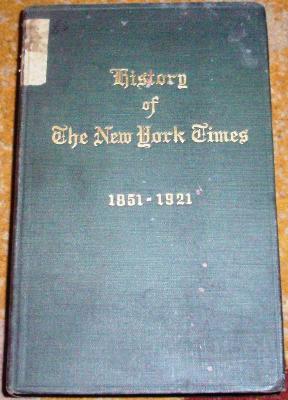 History
of
The New York Times
1851-1921